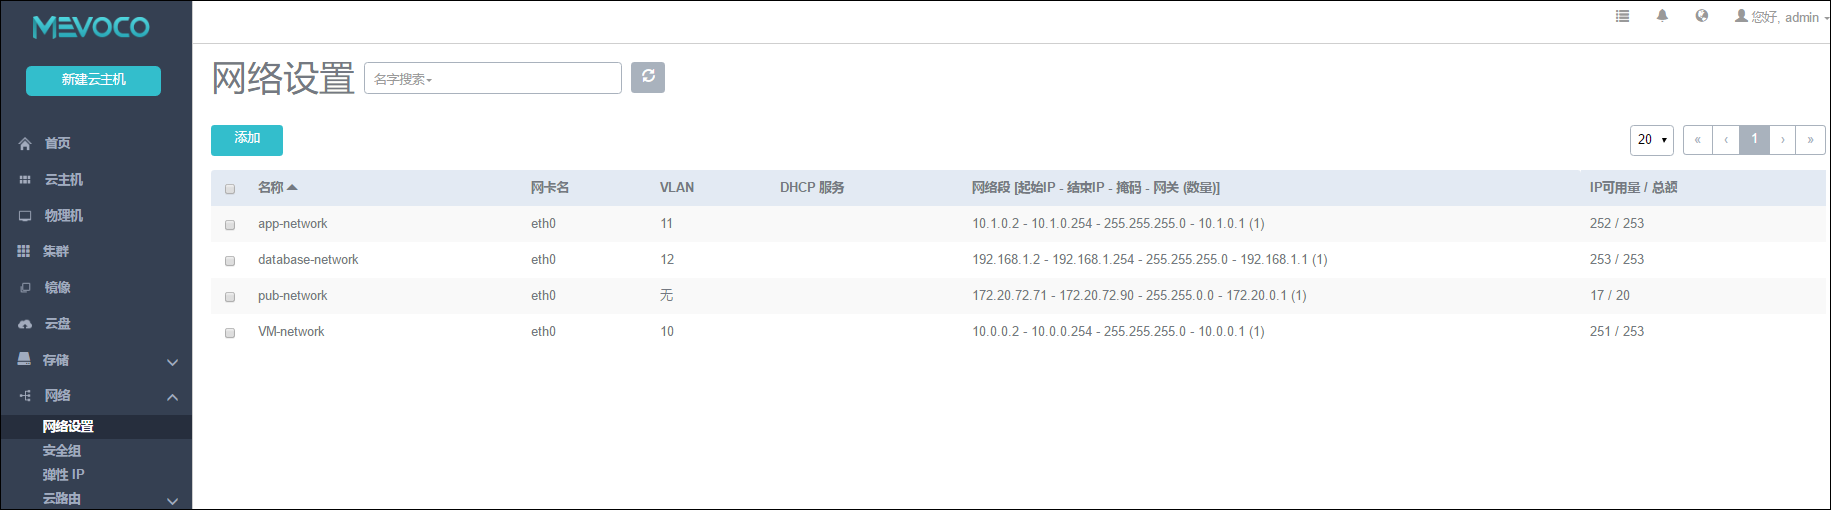 MEVOCO
新建云主机
首页
云主机
物理机
集群
镜像
云盘
存储
网络
网络设置
安全组
弹性 IP
云路由
您好, admin
网络设置 名字搜索
添加
20 « ‹ 1 › »
名称 网卡名 VLAN DHCP 服务 网络段 [起始IP - 结束IP - 掩码 - 网关 (数量)] IP可用量 / 总额
app-network eth0 11 10.1.0.2 - 10.1.0.254 - 255.255.255.0 - 10.1.0.1 (1) 252 / 253
database-network eth0 12 192.168.1.2 - 192.168.1.254 - 255.255.255.0 - 192.168.1.1 (1) 253 / 253
pub-network eth0 无 172.20.72.71 - 172.20.72.90 - 255.255.0.0 - 172.20.0.1 (1) 17 / 20
VM-network eth0 10 10.0.0.2 - 10.0.0.254 - 255.255.255.0 - 10.0.0.1 (1) 251 / 253